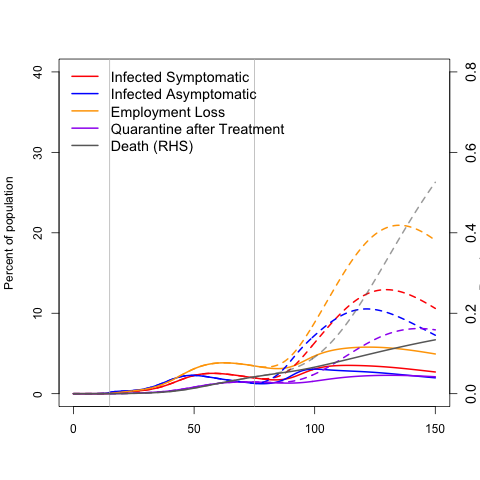 40
30
20
10
0
Percent of population
Infected Symptomatic
Infected Asymptomatic
Employment Loss
Quarantine after Treatment
Death (RHS)
0.8
0.6
0.4
0.2
0.0
0
50
100
150